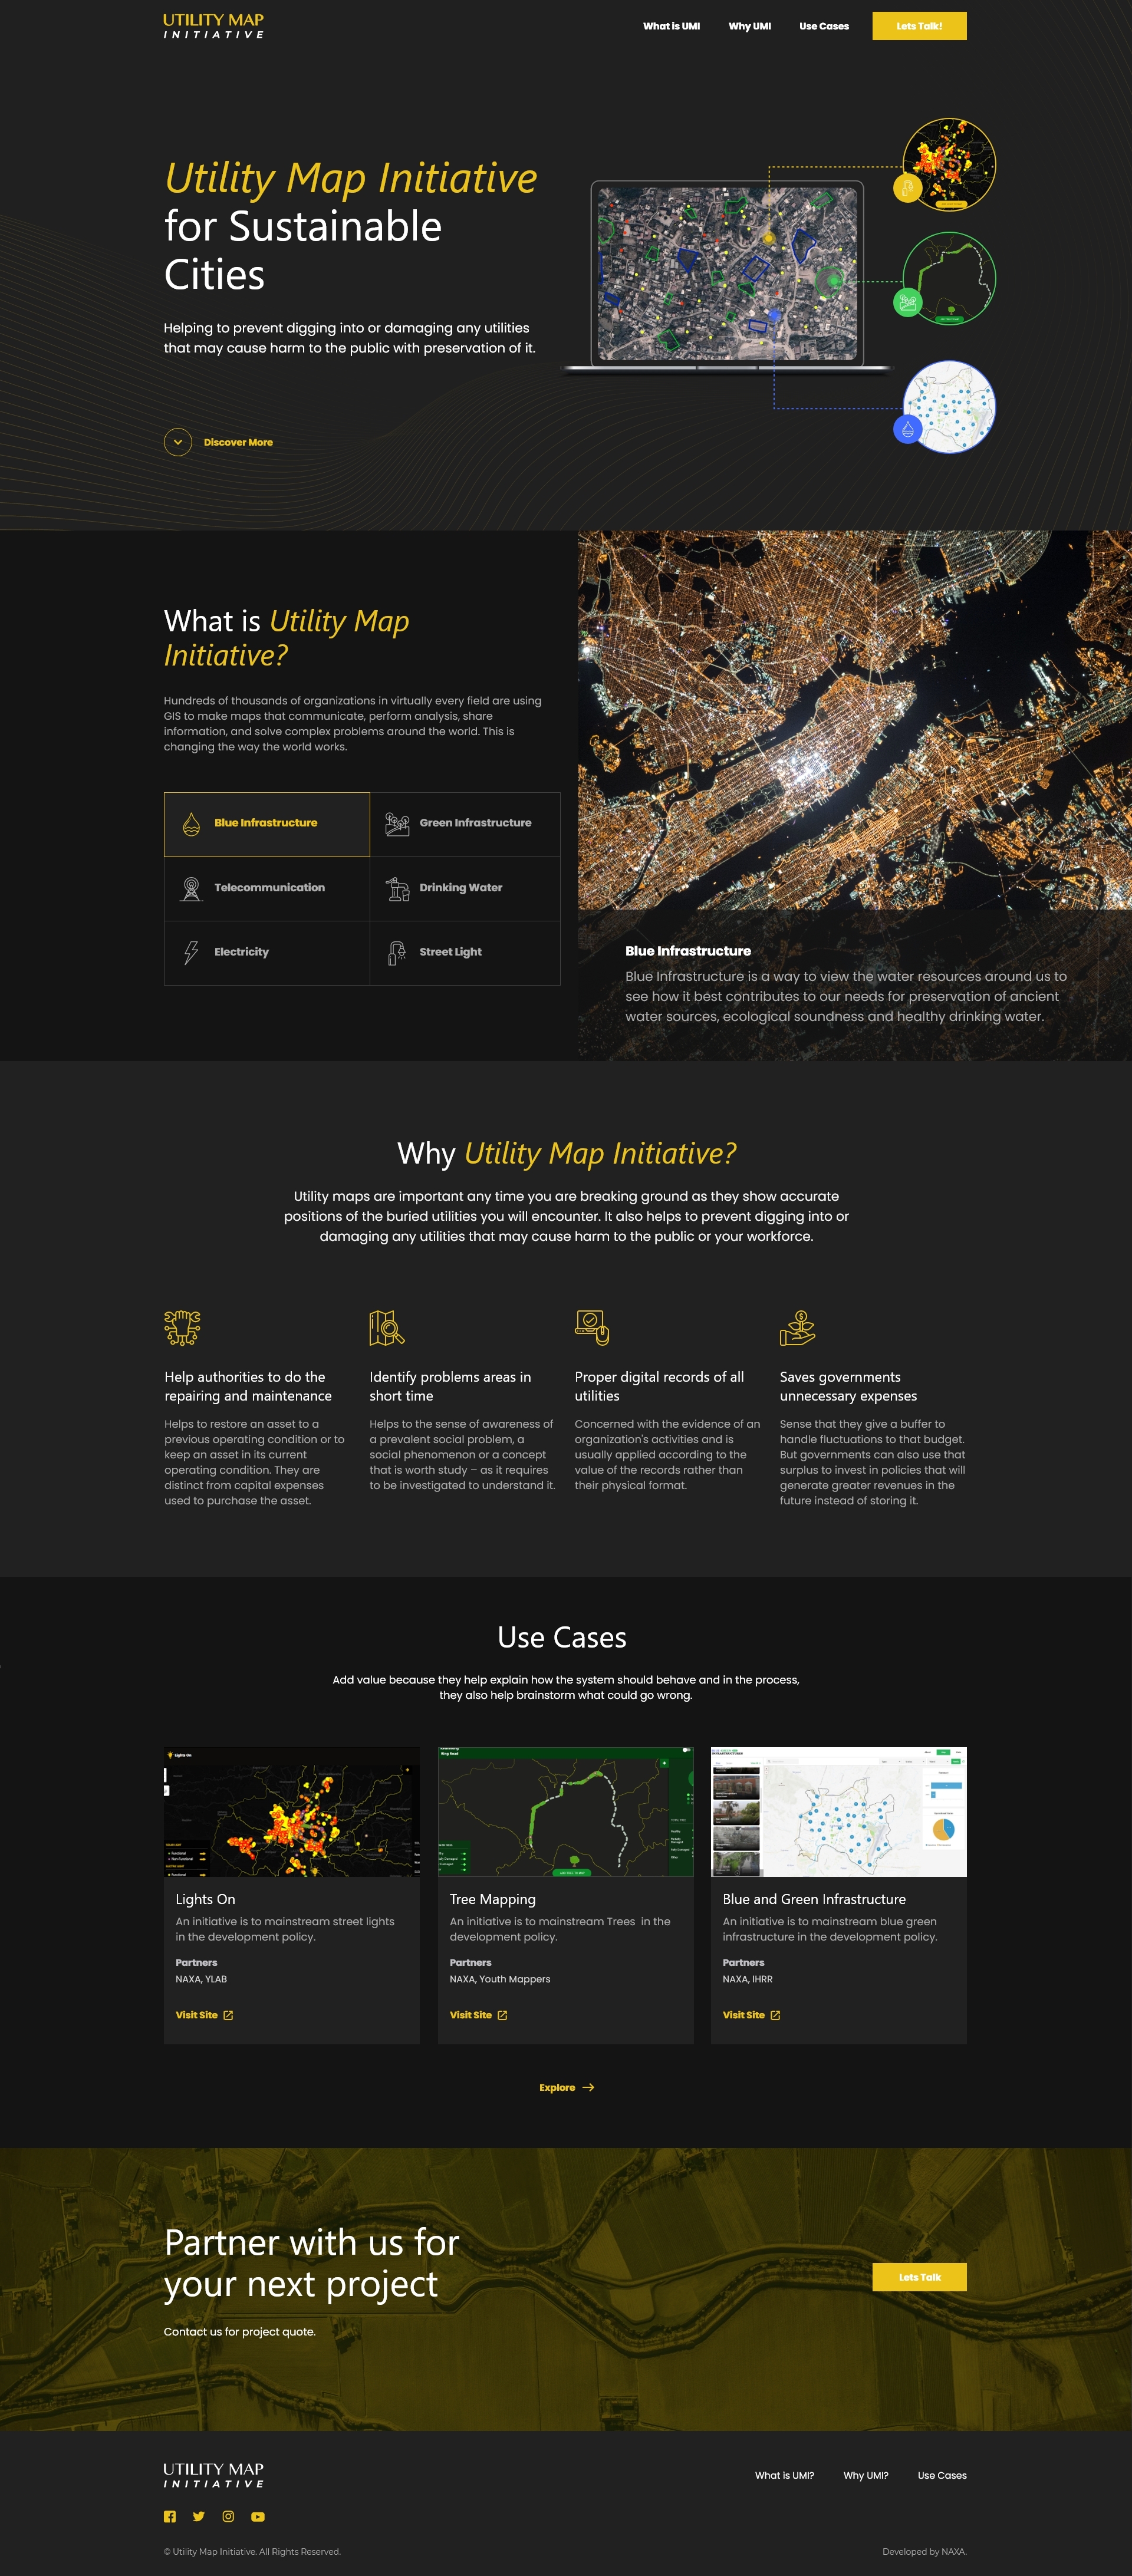 UTILITY MAP
INITIATIVE
What is UMI
Why UMI
Use Cases
Lets Talk!
Utility Map Initiative
for Sustainable
Cities
Helping to prevent digging into or damaging any utilities
that may cause harm to the public with preservation of it.
Discover More
What is Utility Map
Initiative?
Hundreds of thousands of organizations in virtually every field are using
GIS to make maps that communicate, perform analysis, share
information, and solve complex problems around the world. This is
changing the way the world works.
Blue Infrastructure
Green Infrastructure
Telecommunication
Drinking Water
Electricity
Street Light
Blue Infrastructure
Blue Infrastructure is a way to view the water resources around us to
see how it best contributes to our needs for preservation of ancient
water sources, ecological soundness and healthy drinking water.
Why Utility Map Initiative?
Utility maps are important any time you are breaking ground as they show accurate
positions of the buried utilities you will encounter. It also helps to prevent digging into or
damaging any utilities that may cause harm to the public or your workforce.
Help authorities to do the
repairing and maintenance
Helps to restore an asset to a
previous operating condition or to
keep an asset in its current
operating condition. They are
distinct from capital expenses
used to purchase the asset.
Identify problems areas in
short time
Helps to the sense of awareness of
a prevalent social problem, a
social phenomenon or a concept
that is worth study – as it requires
to be investigated to understand it.
Proper digital records of all
utilities
Concerned with the evidence of an
organization's activities and is
usually applied according to the
value of the records rather than
their physical format.
Saves governments
unnecessary expenses
Sense that they give a buffer to
handle fluctuations to that budget.
But governments can also use that
surplus to invest in policies that will
generate greater revenues in the
future instead of storing it.
Use Cases
Add value because they help explain how the system should behave and in the process,
they also help brainstorm what could go wrong.
Lights On
Lights On
An initiative is to mainstream street lights
in the development policy.
Partners
NAXA, YLAB
Visit Site
Ring Road
Tree Mapping
An initiative is to mainstream Trees  in the
development policy.
Partners
NAXA, Youth Mappers
Visit Site
Blue and Green Infrastructure
An initiative is to mainstream blue green
infrastructure in the development policy.
Partners
NAXA, IHRR
Visit Site
Explore
Partner with us for
your next project
Contact us for project quote.
Lets Talk
UTILITY MAP
INITIATIVE
What is UMI?
Why UMI?
Use Cases
© Utility Map Initiative. All Rights Reserved.
Developed by NAXA.